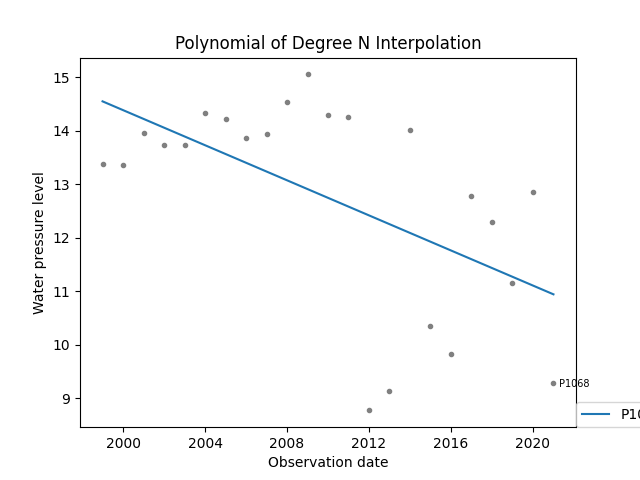 Polynomial of Degree N Interpolation
Water pressure level
15
14
13
12
11
10
9
P1068
2000 2004 2008 2012 2016 2020
Observation date